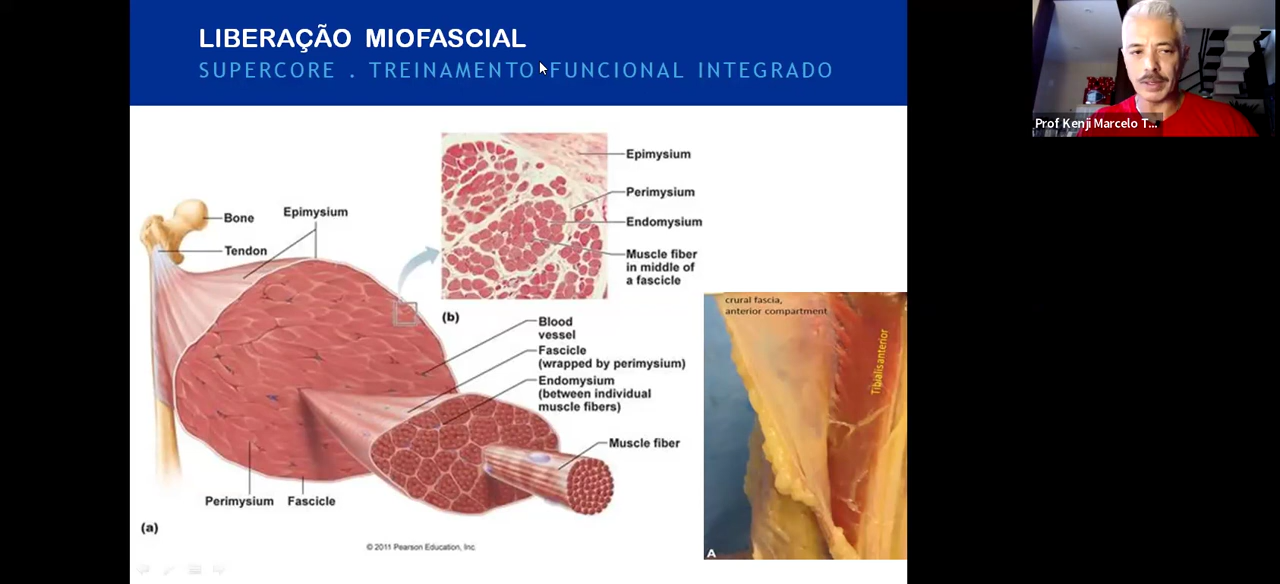 LIBERAÇÃO MIOFASCIAL
SUPERCORE . TREINAMENTO FUNCIONAL INTEGRADO
Prof Kenji Marcelo T...
Epimysium
Perimysium
Endomysium
Muscle fiber
in middle of
a fascicle
(b)
Bone
Epimysium
Tendon
Blood
vessel
Fascicle
(wrapped by perimysium)
Endomysium
(between individual
muscle fibers)
Muscle fiber
Perimysium
Fascicle
(a)
© 2011 Pearson Education, Inc.
crural fascia,
anterior compartment
Tibialisanterior
A